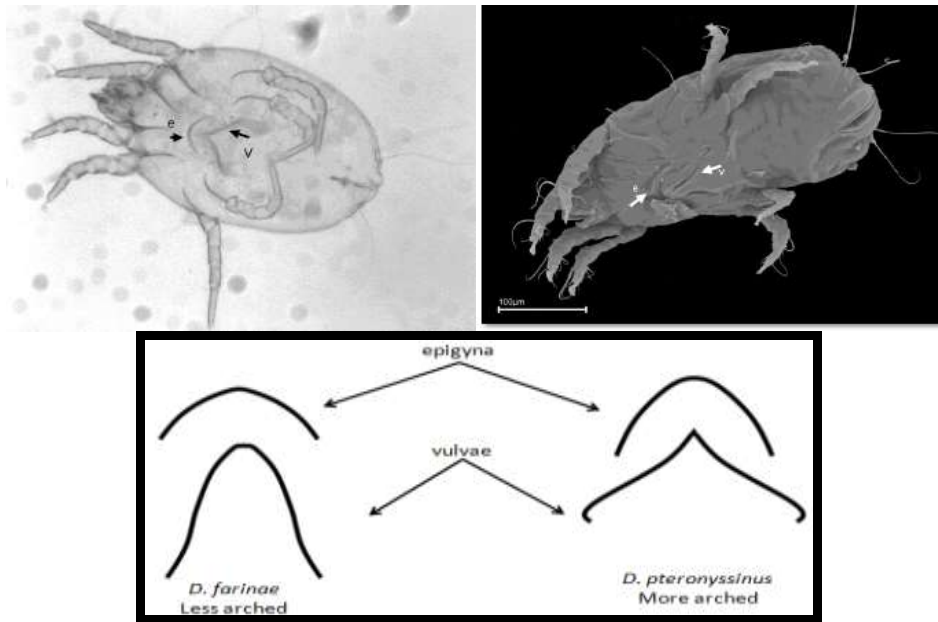 e
V
e
v
100µm
epigyna
vulvae
D. farinae
Less arched
D. pteronyssinus
More arched